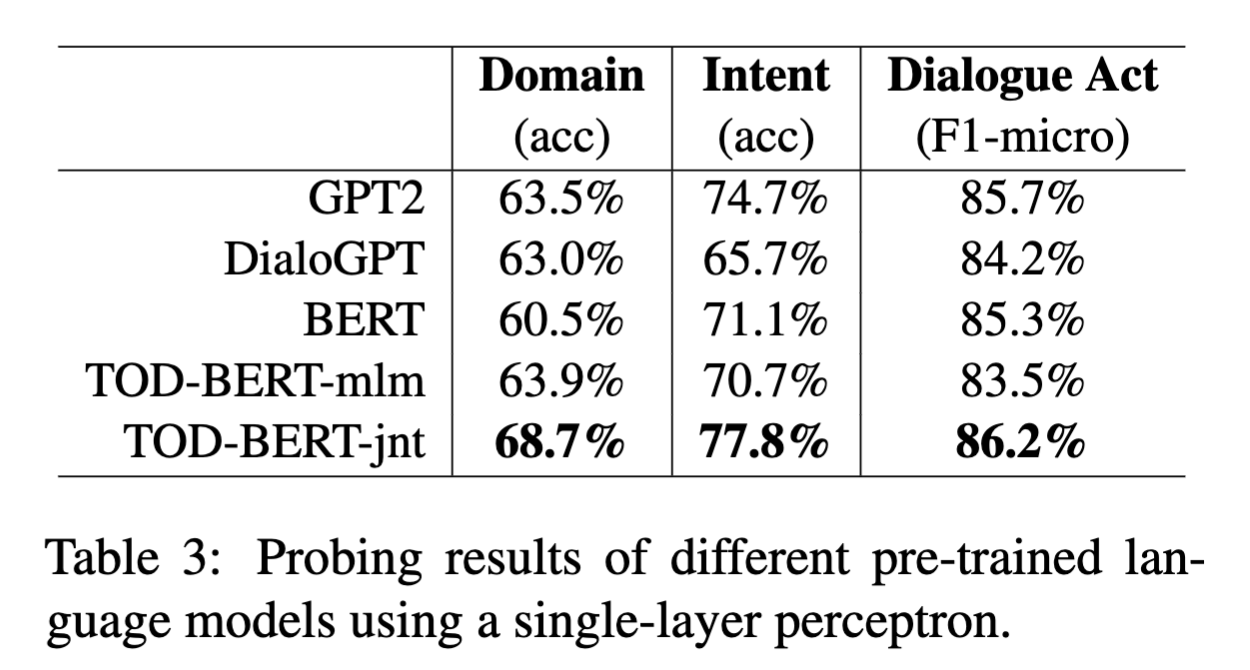 Domain Intent Dialogue Act
(acc) (acc) (F1-micro)
GPT2 63.5% 74.7% 85.7%
DialoGPT 63.0% 65.7% 84.2%
BERT 60.5% 71.1% 85.3%
TOD-BERT-mlm 63.9% 70.7% 83.5%
TOD-BERT-jnt 68.7% 77.8% 86.2%
Table 3: Probing results of different pre-trained lan-
guage models using a single-layer perceptron.